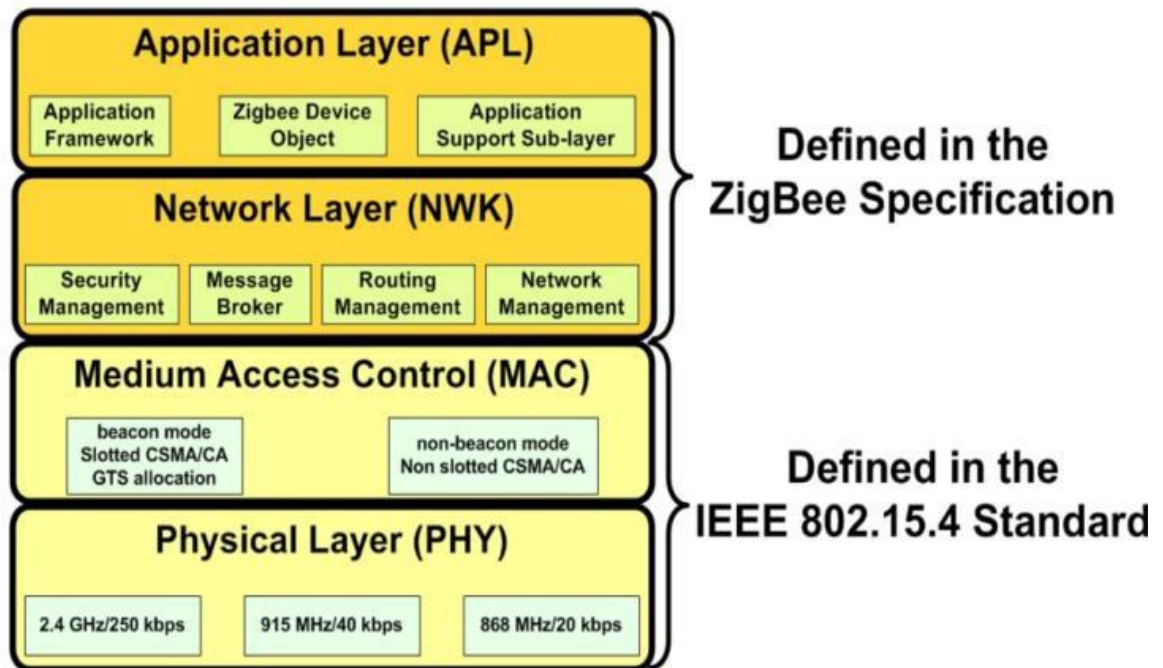 Application Layer (APL)
Application
Framework
Zigbee Device
Object
Application
Support Sub-layer
Defined in the
ZigBee Specification
Network Layer (NWK)
Security
Management
Message
Broker
Routing
Management
Network
Management
Medium Access Control (MAC)
beacon mode
Slotted CSMA/CA
GTS allocation
non-beacon mode
Non slotted CSMA/CA
Defined in the
IEEE 802.15.4 Standard
Physical Layer (PHY)
2.4 GHz/250 kbps
915 MHz/40 kbps
868 MHz/20 kbps